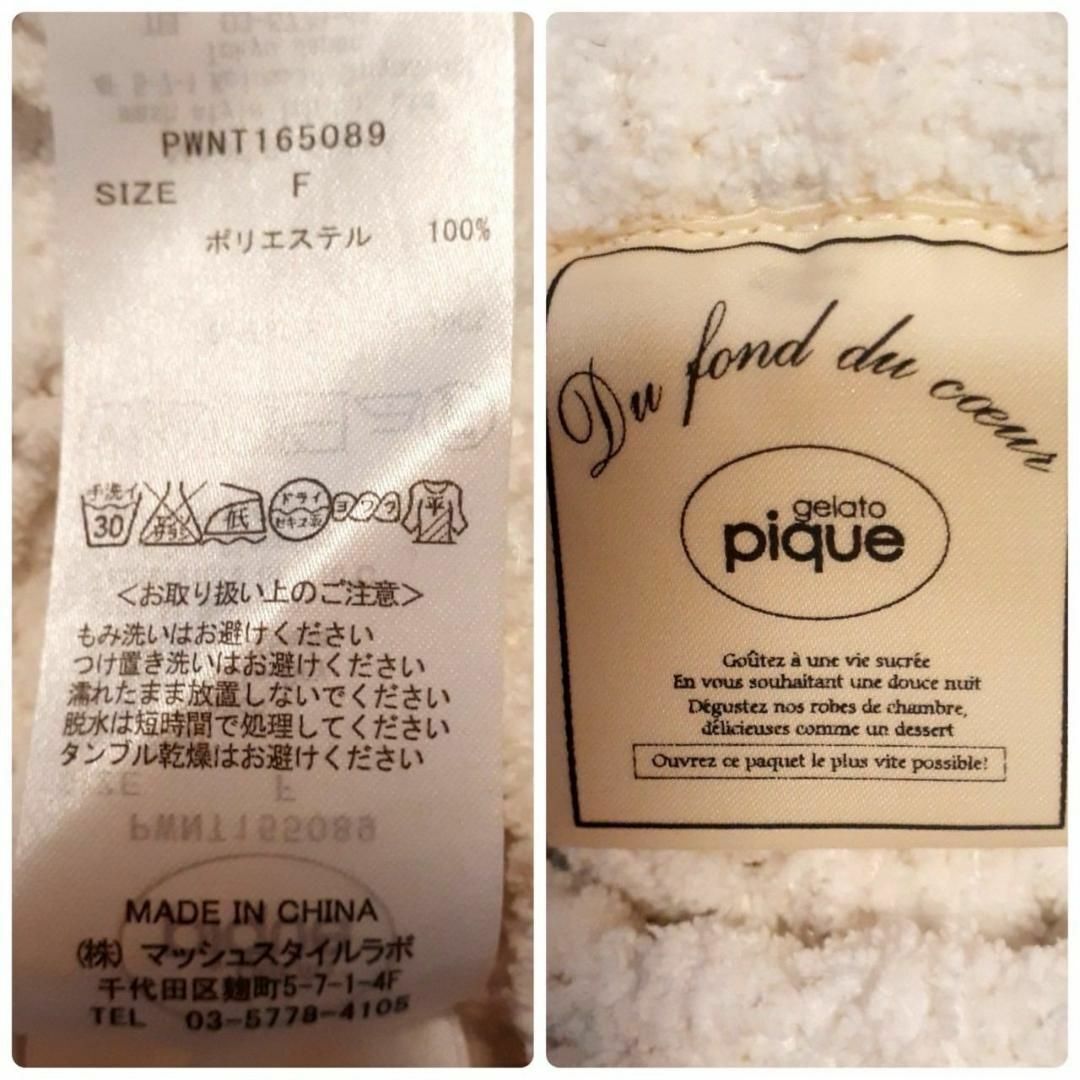 PWNT165089
SIZE F
ポリエステル 100%
手洗イ 30 低 ドライ セキユ系 ヨワク 平
<お取り扱い上のご注意>
もみ洗いはお避けください
つけ置き洗いはお避けください
濡れたまま放置しないでください
脱水は短時間で処理してください
タンブル乾燥はお避けください
MADE IN CHINA
(株) マッシュスタイルラボ
千代田区麹町5-7-1-4F
TEL 03-5778-4105
Du fond du cœur
gelato
pique
Goûtez à une vie sucrée
En vous souhaitant une douce nuit
Dégustez nos robes de chambre,
délicieuses comme un dessert
Ouvrez ce paquet le plus vite possible!